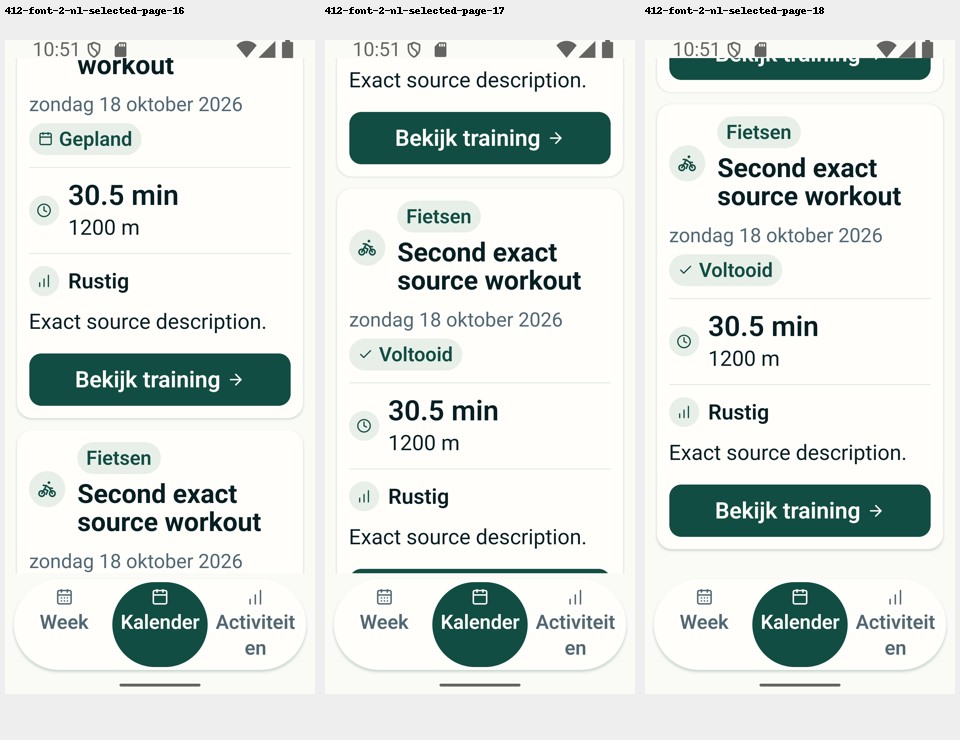 412-font-2-nl-selected-page-16
10:51
workout
zondag 18 oktober 2026
Gepland
30.5 min
1200 m
Rustig
Exact source description.
Bekijk training →
Fietsen
Second exact
source workout
zondag 18 oktober 2026
Week
Kalender
Activiteit
en
412-font-2-nl-selected-page-17
10:51
Exact source description.
Bekijk training →
Fietsen
Second exact
source workout
zondag 18 oktober 2026
Voltooid
30.5 min
1200 m
Rustig
Exact source description.
Week
Kalender
Activiteit
en
412-font-2-nl-selected-page-18
10:51
Bekijk training →
Fietsen
Second exact
source workout
zondag 18 oktober 2026
Voltooid
30.5 min
1200 m
Rustig
Exact source description.
Bekijk training →
Week
Kalender
Activiteit
en